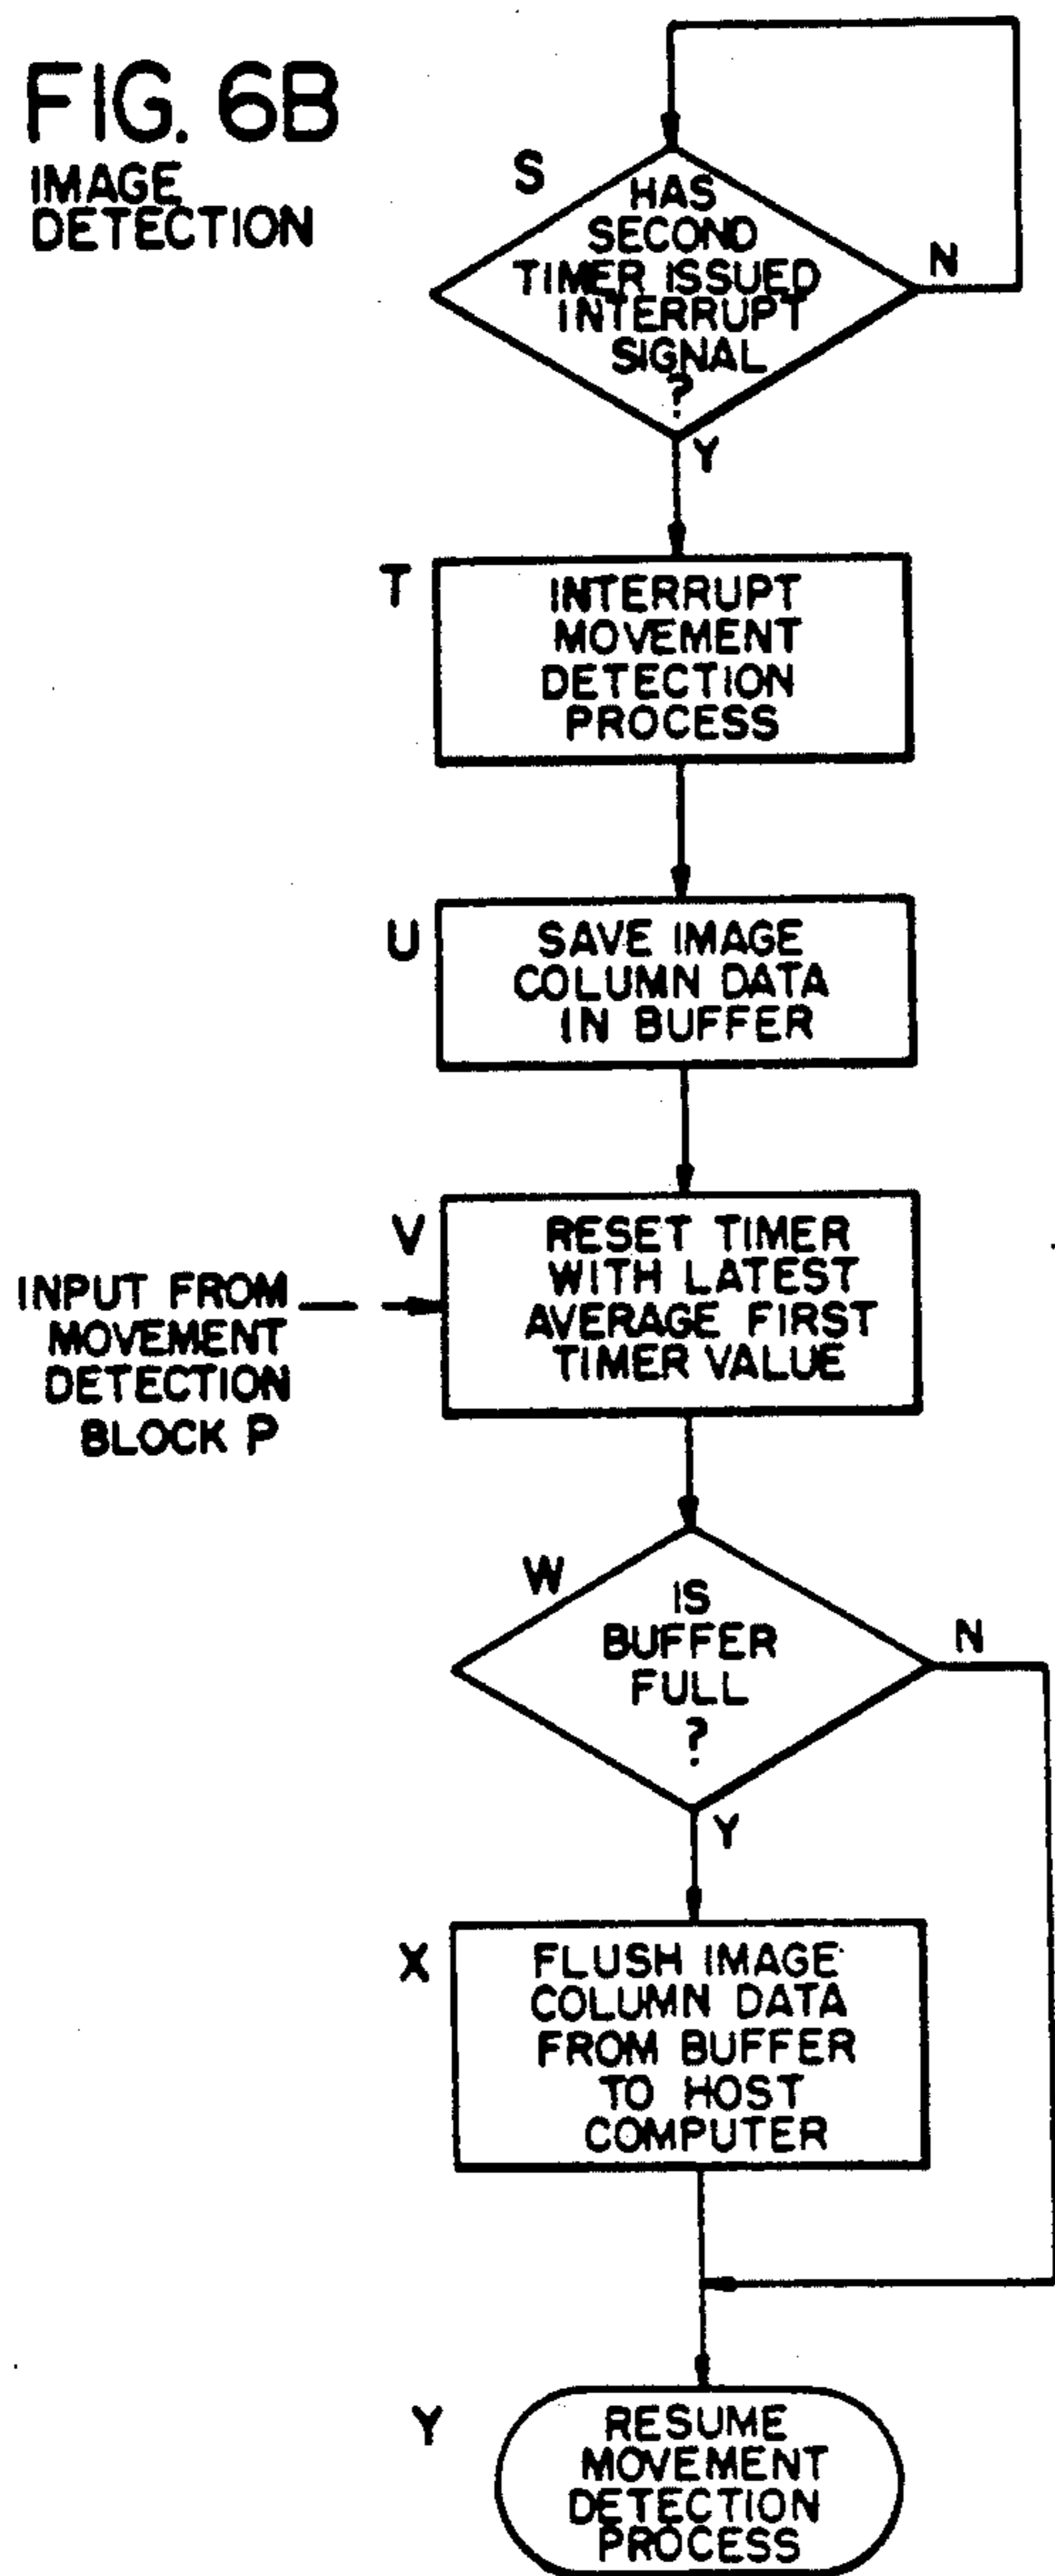 FIG. 6B
IMAGE
DETECTION
S
HAS
SECOND
TIMER ISSUED
INTERRUPT
SIGNAL
?
N
Y
T
INTERRUPT
MOVEMENT
DETECTION
PROCESS
U
SAVE IMAGE
COLUMN DATA
IN BUFFER
V
RESET TIMER
WITH LATEST
AVERAGE FIRST
TIMER VALUE
INPUT FROM
MOVEMENT
DETECTION
BLOCK P
W
IS
BUFFER
FULL
?
N
Y
X
FLUSH IMAGE
COLUMN DATA
FROM BUFFER
TO HOST
COMPUTER
Y
RESUME
MOVEMENT
DETECTION
PROCESS